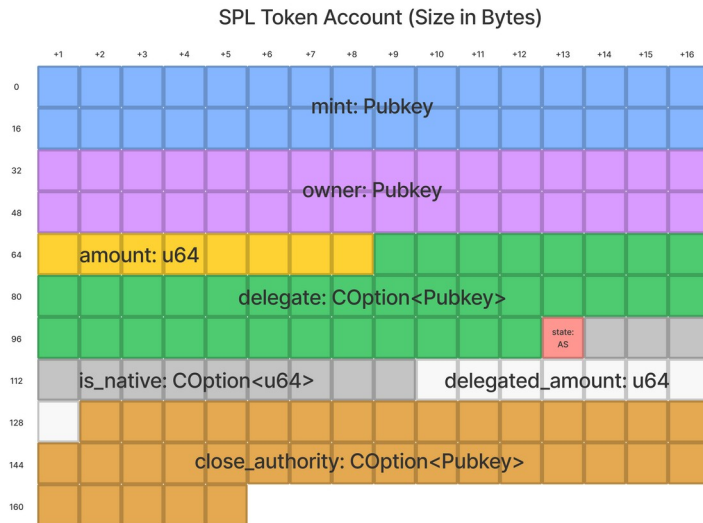 SPL Token Account (Size in Bytes)
+1 +2 +3 +4 +5 +6 +7 +8 +9 +10 +11 +12 +13 +14 +15 +16
0
mint: Pubkey
16
32
owner: Pubkey
48
64 amount: u64
80 delegate: COption<Pubkey>
96 state:
AS
112 is_native: COption<u64> delegated_amount: u64
128
144 close_authority: COption<Pubkey>
160